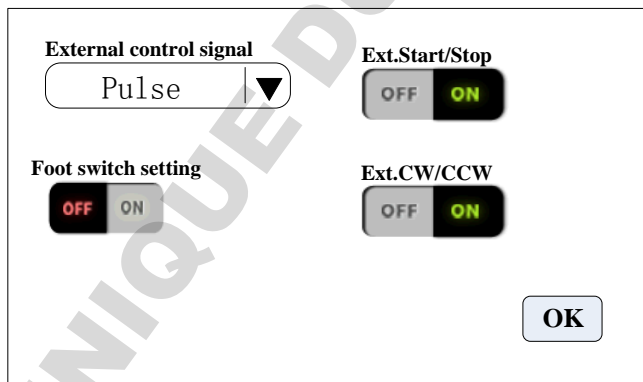 External control signal
Pulse
Ext.Start/Stop
OFF ON
Foot switch setting
OFF ON
Ext.CW/CCW
OFF ON
OK